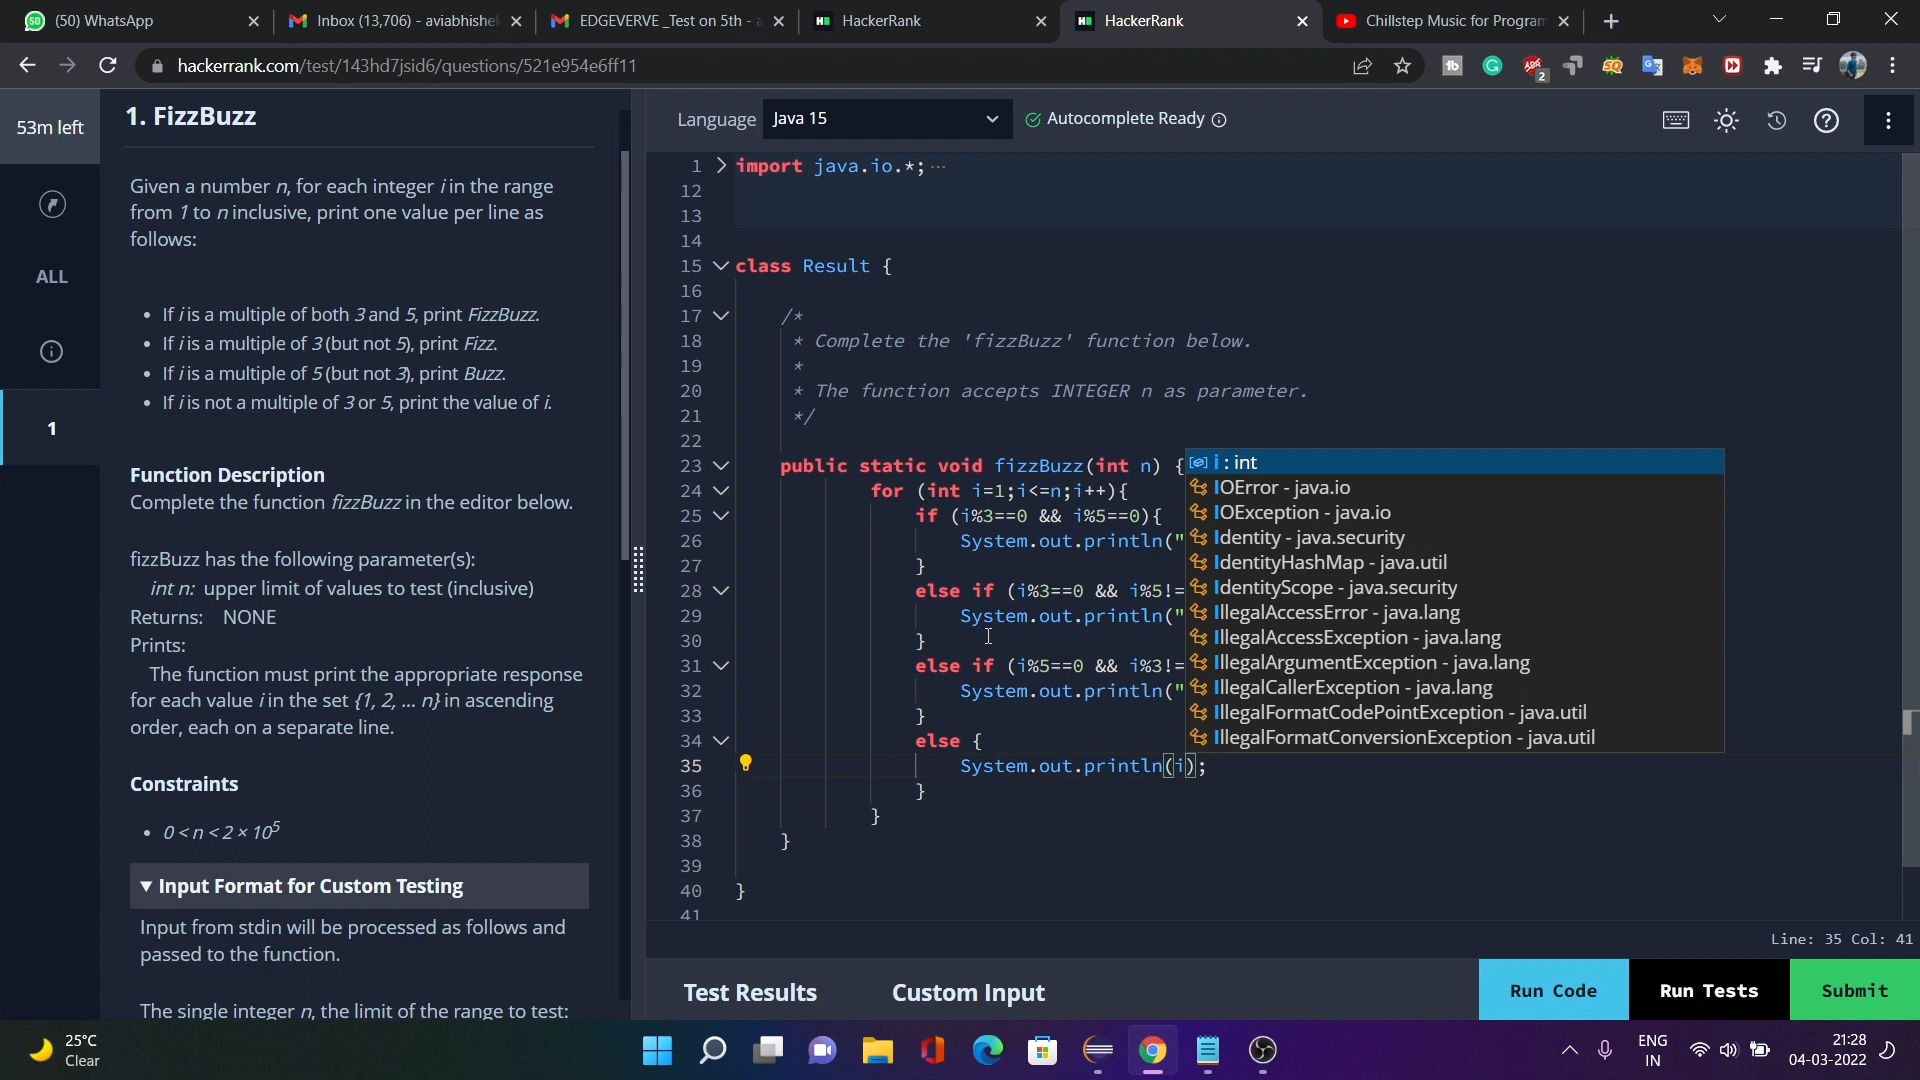 (50) WhatsApp
Inbox (13,706) - aviabhishe
EDGEVERVE _Test on 5th - a
HackerRank
HackerRank
Chillstep Music for Program
hackerrank.com/test/143hd7jsid6/questions/521e954e6ff11
53m left
ALL
1
1. FizzBuzz
Given a number n, for each integer i in the range
from 1 to n inclusive, print one value per line as
follows:
• If i is a multiple of both 3 and 5, print FizzBuzz.
• If i is a multiple of 3 (but not 5), print Fizz.
• If i is a multiple of 5 (but not 3), print Buzz.
• If i is not a multiple of 3 or 5, print the value of i.
Function Description
Complete the function fizzBuzz in the editor below.
fizzBuzz has the following parameter(s):
int n: upper limit of values to test (inclusive)
Returns: NONE
Prints:
The function must print the appropriate response
for each value i in the set {1, 2, ... n} in ascending
order, each on a separate line.
Constraints
• 0 < n < 2 × 10⁵
Input Format for Custom Testing
Input from stdin will be processed as follows and
passed to the function.
The single integer n, the limit of the range to test:
Language Java 15 Autocomplete Ready
1 import java.io.*; ...
12
13
14
15 class Result {
16
17 /*
18 * Complete the 'fizzBuzz' function below.
19 *
20 * The function accepts INTEGER n as parameter.
21 */
22
23 public static void fizzBuzz(int n) {
24 for (int i=1;i<=n;i++){
25 if (i%3==0 && i%5==0){
26 System.out.println("
27 }
28 else if (i%3==0 && i%5!=
29 System.out.println("
30 }
31 else if (i%5==0 && i%3!=
32 System.out.println("
33 }
34 else {
35 System.out.println(i);
36 }
37 }
38 }
39
40 }
41
i : int
IOError - java.io
IOException - java.io
Identity - java.security
IdentityHashMap - java.util
IdentityScope - java.security
IllegalAccessError - java.lang
IllegalAccessException - java.lang
IllegalArgumentException - java.lang
IllegalCallerException - java.lang
IllegalFormatCodePointException - java.util
IllegalFormatConversionException - java.util
Line: 35 Col: 41
Test Results
Custom Input
Run Code
Run Tests
Submit
25°C
Clear
ENG
IN
21:28
04-03-2022